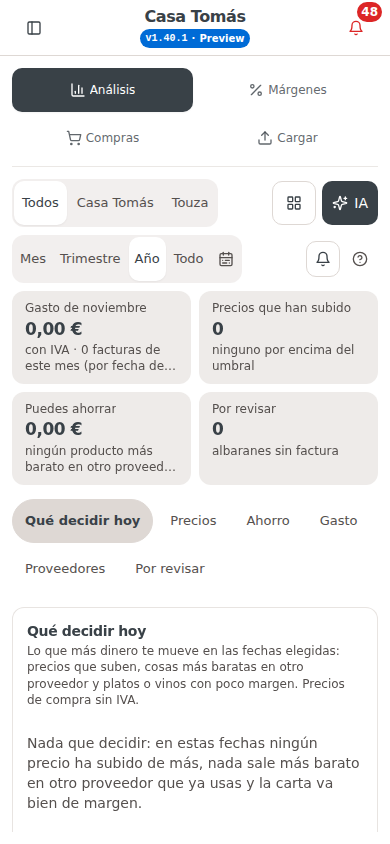 Casa Tomás
v1.40.1 · Preview
48
Análisis
Márgenes
Compras
Cargar
Todos
Casa Tomás
Touza
IA
Mes
Trimestre
Año
Todo
Gasto de noviembre
0,00 €
con IVA · 0 facturas de
este mes (por fecha de…
Precios que han subido
0
ninguno por encima del
umbral
Puedes ahorrar
0,00 €
ningún producto más
barato en otro proveed…
Por revisar
0
albaranes sin factura
Qué decidir hoy
Precios
Ahorro
Gasto
Proveedores
Por revisar
Qué decidir hoy
Lo que más dinero te mueve en las fechas elegidas:
precios que suben, cosas más baratas en otro
proveedor y platos o vinos con poco margen. Precios
de compra sin IVA.
Nada que decidir: en estas fechas ningún
precio ha subido de más, nada sale más barato
en otro proveedor que ya usas y la carta va
bien de margen.